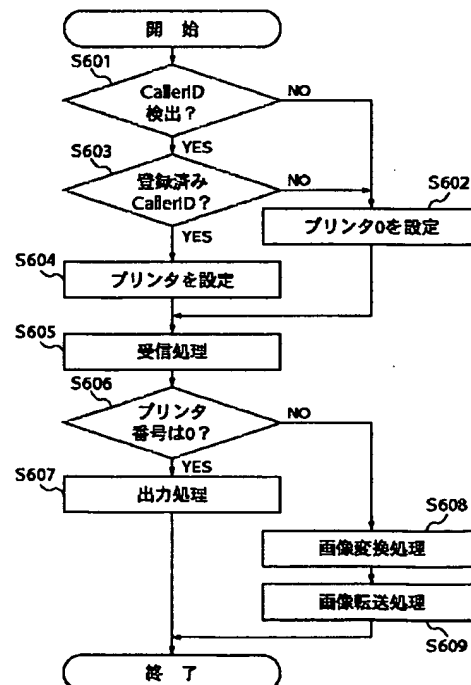 開 始
S601
CallerID
検出？
NO
YES
S603
登録済み
CallerID？
NO
S602
YES
プリンタ0を設定
S604
プリンタを設定
S605
受信処理
S606
プリンタ
番号は0？
NO
YES
S607
出力処理
S608
画像変換処理
画像転送処理
S609
終 了